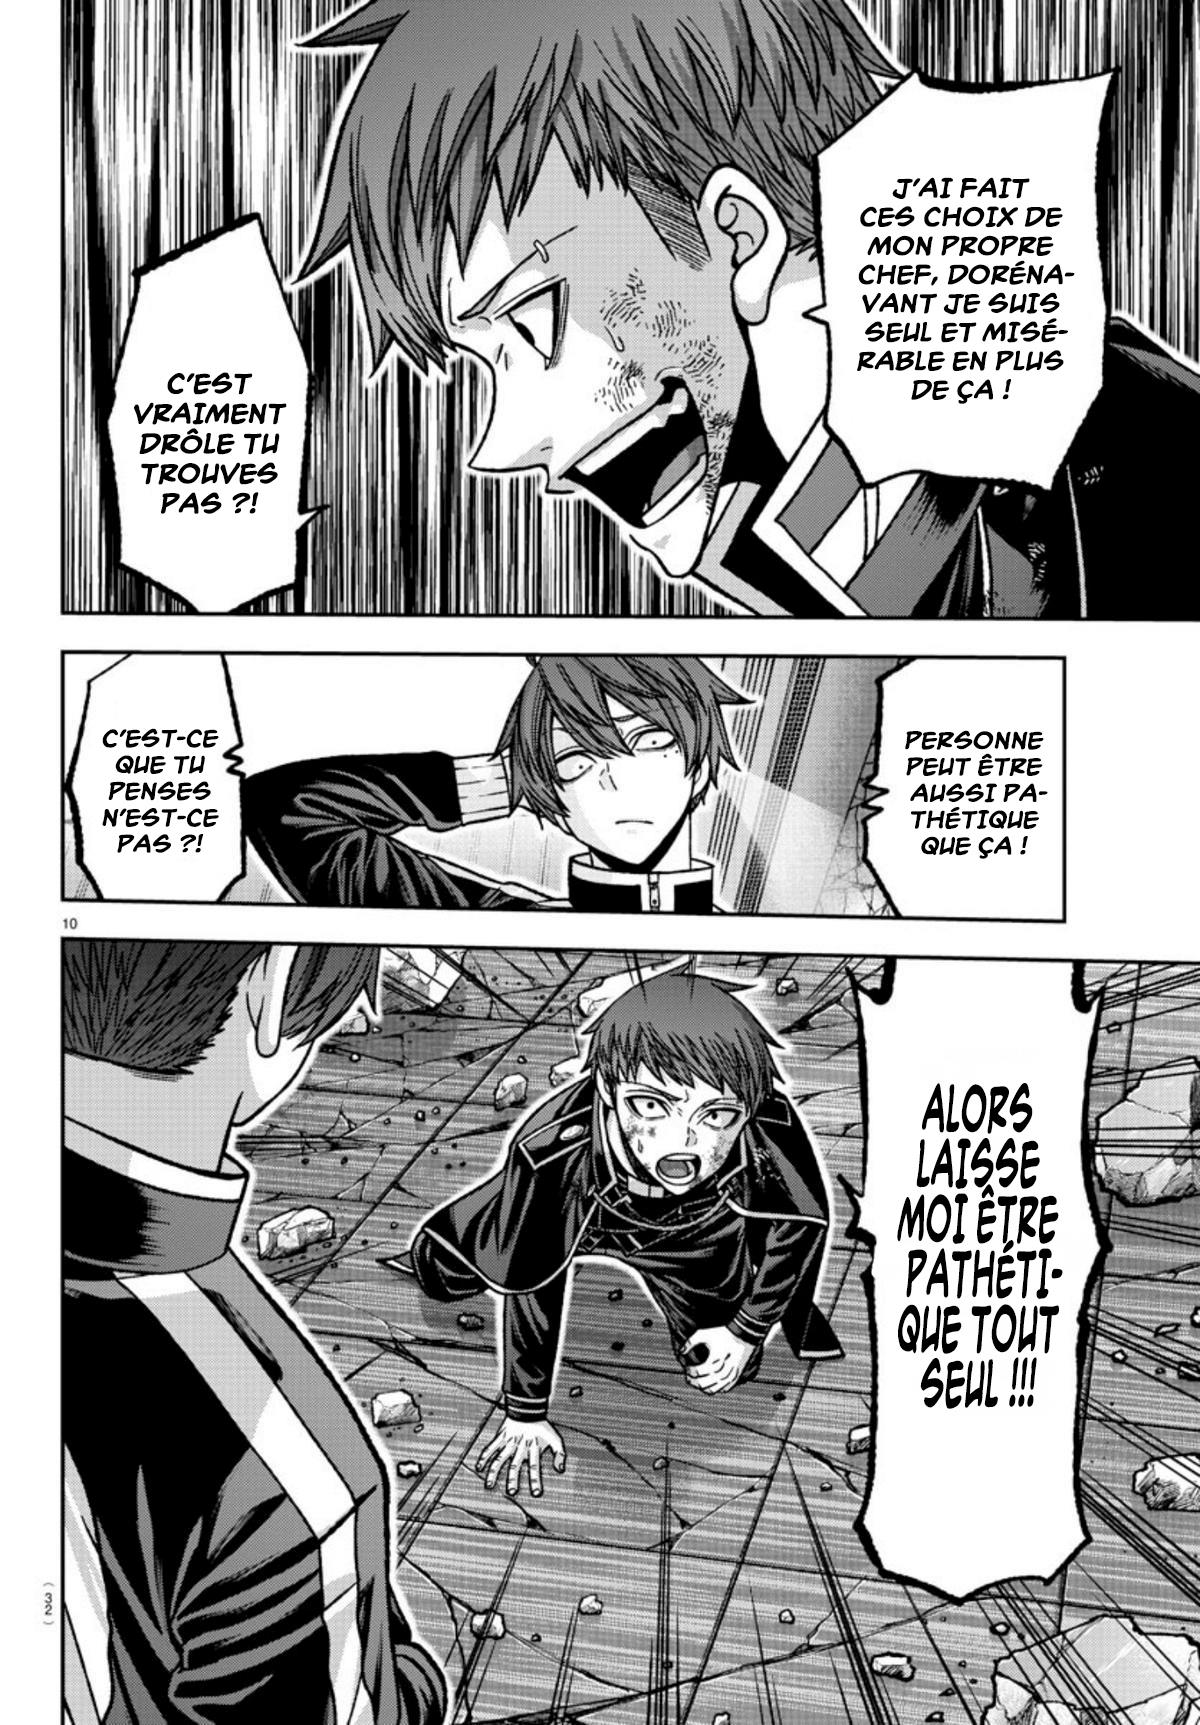 J'AI FAIT
CES CHOIX DE
MON PROPRE
CHEF, DORÉNA-
VANT JE SUIS
SEUL ET MISÉ-
RABLE EN PLUS
DE ÇA !
C'EST
VRAIMENT
DRÔLE TU
TROUVES
PAS ?!
PERSONNE
PEUT ÊTRE
AUSSI PA-
THÉTIQUE
QUE ÇA !
C'EST-CE
QUE TU
PENSES
N'EST-CE
PAS ?!
10
ALORS
LAISSE
MOI ÊTRE
PATHÉTI-
QUE TOUT
SEUL !!!
(32)